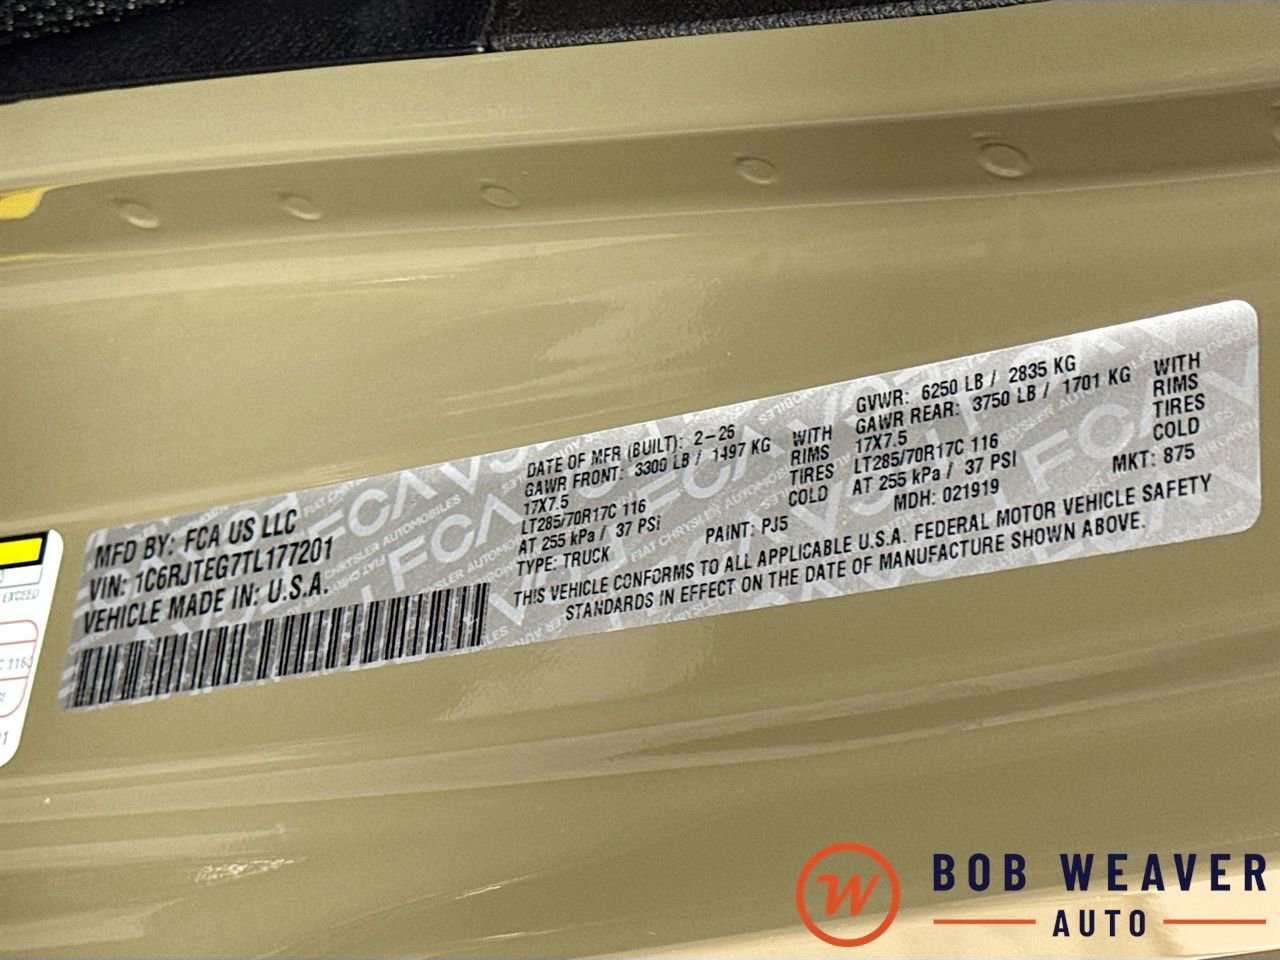 MFD BY: FCA US LLC
VIN: 1C6RJTEG7TL177201
VEHICLE MADE IN: U.S.A.
DATE OF MFR (BUILT): 2-26
GAWR FRONT: 3300 LB / 1497 KG WITH
17X7.5 RIMS
LT285/70R17C 116 TIRES
AT 255 kPa / 37 PSI COLD
TYPE: TRUCK PAINT: PJ5
GVWR: 6250 LB / 2835 KG
GAWR REAR: 3750 LB / 1701 KG WITH
17X7.5 RIMS
LT285/70R17C 116 TIRES
AT 255 kPa / 37 PSI COLD
MDH: 021919 MKT: 875
THIS VEHICLE CONFORMS TO ALL APPLICABLE U.S.A. FEDERAL MOTOR VEHICLE SAFETY
STANDARDS IN EFFECT ON THE DATE OF MANUFACTURE SHOWN ABOVE.
EXCEED
BOB WEAVER
AUTO